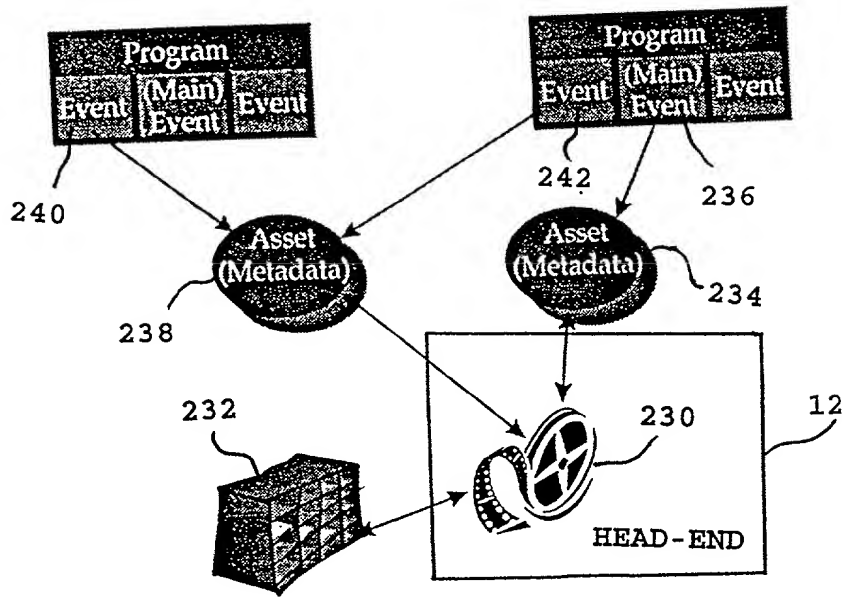 Program
Event
(Main)
Event
Event
Program
Event
(Main)
Event
Event
240
242
236
Asset
(Metadata)
Asset
(Metadata)
238
234
232
230
12
HEAD-END